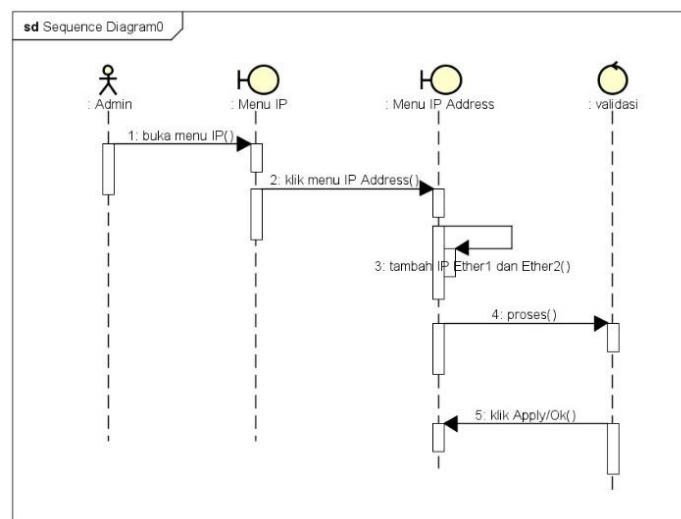 sd Sequence Diagram0
: Admin
: Menu IP
: Menu IP Address
: validasi
1: buka menu IP()
2: klik menu IP Address()
3: tambah IP Ether1 dan Ether2()
4: proses()
5: klik Apply/Ok()